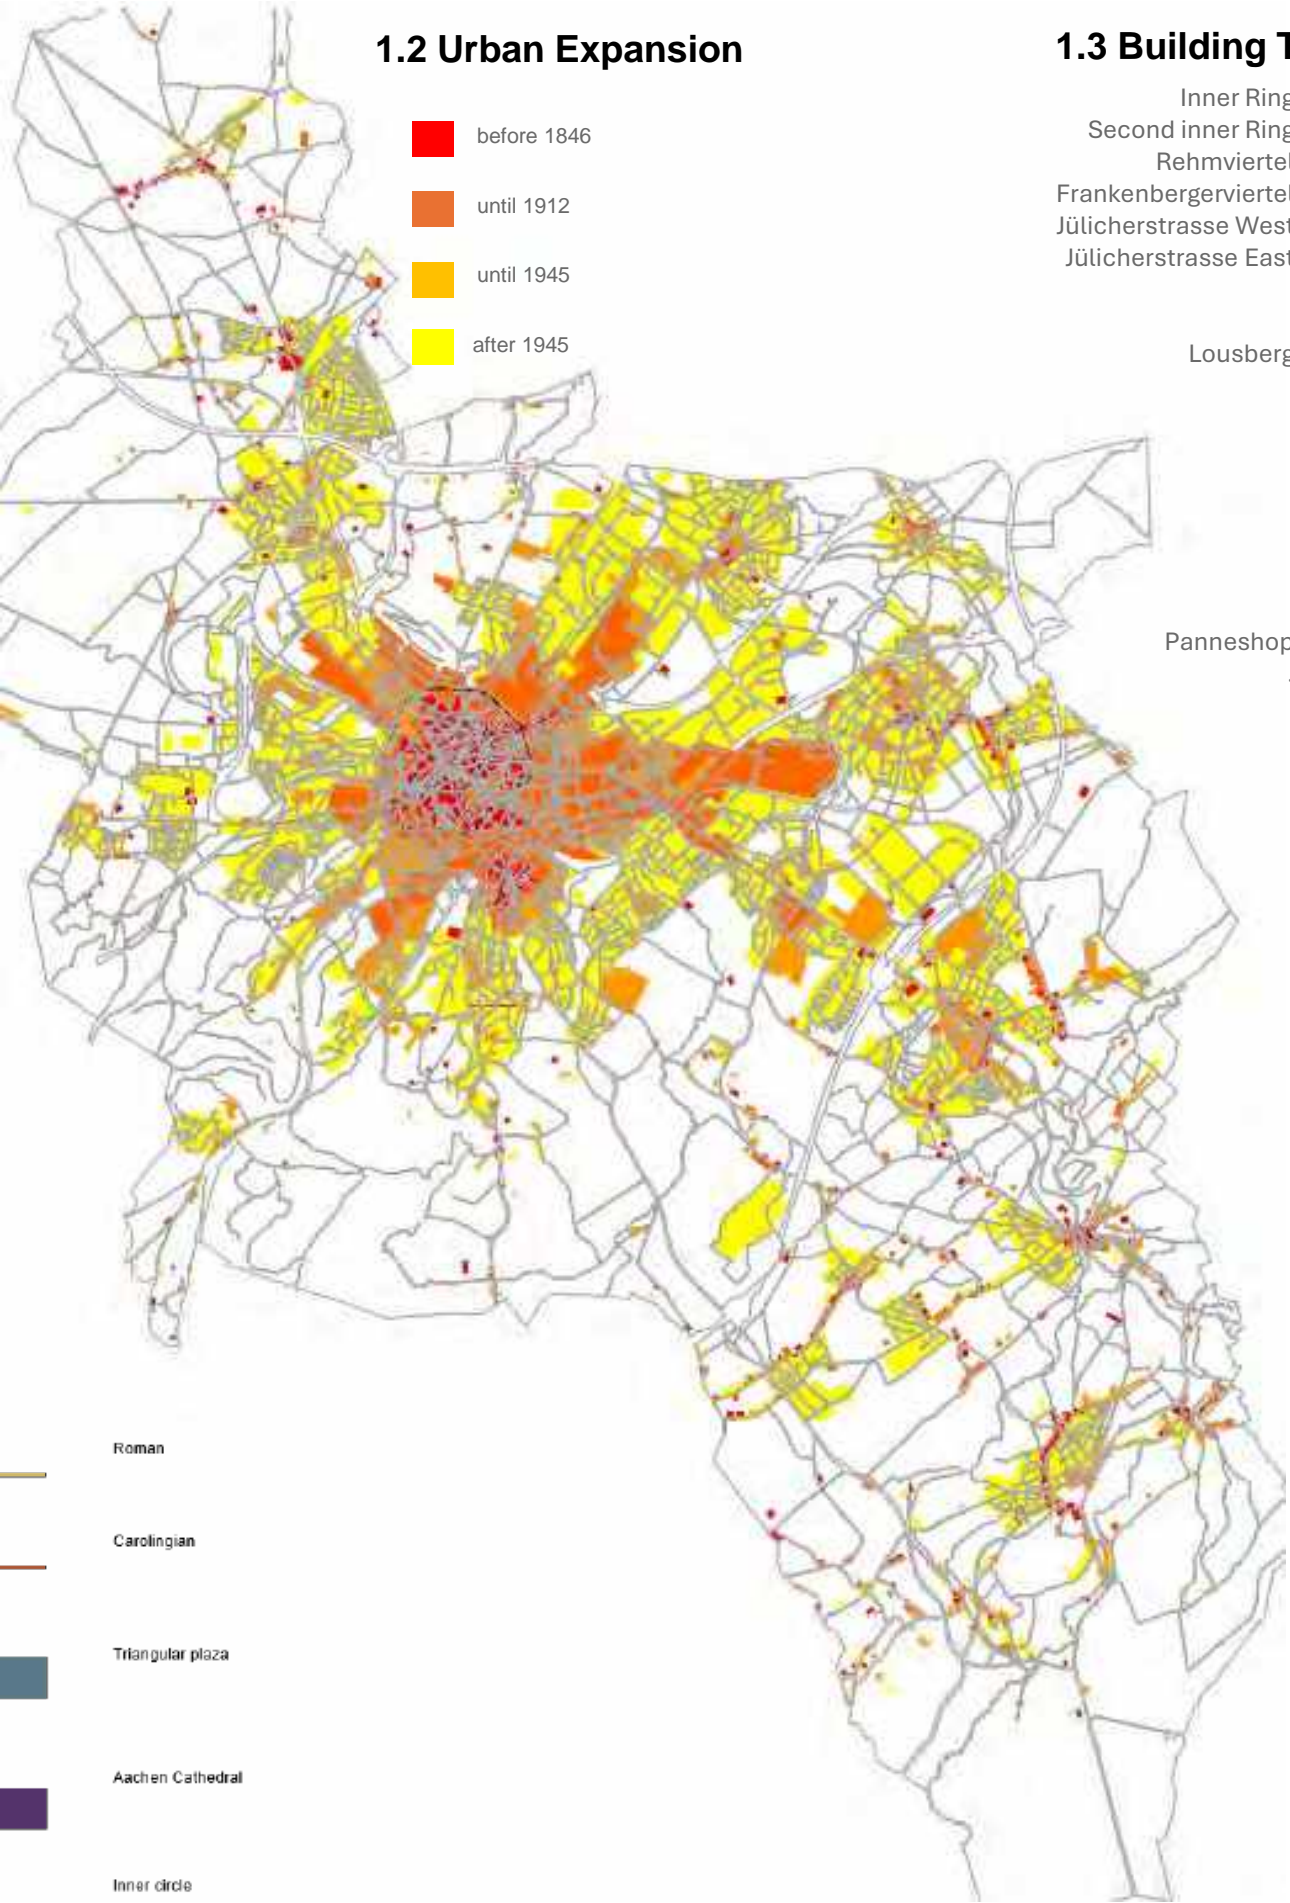 1.2 Urban Expansion
before 1846
until 1912
until 1945
after 1945
1.3 Building T
Inner Ring
Second inner Ring
Rehmviertel
Frankenbergerviertel
Jülicherstrasse West
Jülicherstrasse East
Lousberg
Panneshop
Roman
Carolingian
Triangular plaza
Aachen Cathedral
Inner circle